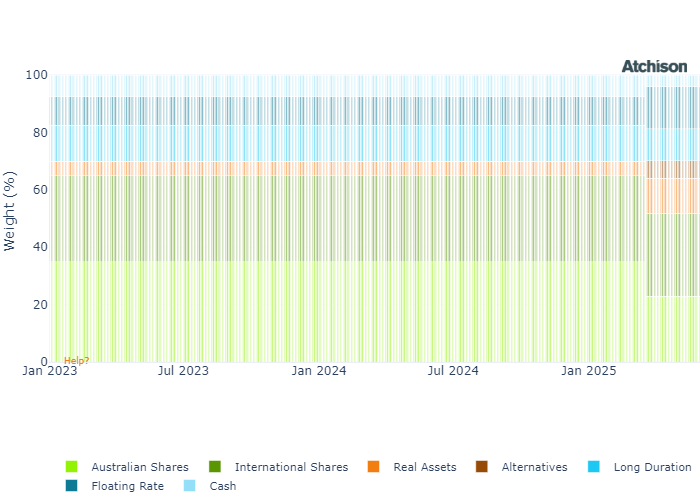 Atchison
100
80
60
40
20
0
Weight (%)
Help?
Jan 2023 Jul 2023 Jan 2024 Jul 2024 Jan 2025
Australian Shares International Shares Real Assets Alternatives Long Duration
Floating Rate Cash